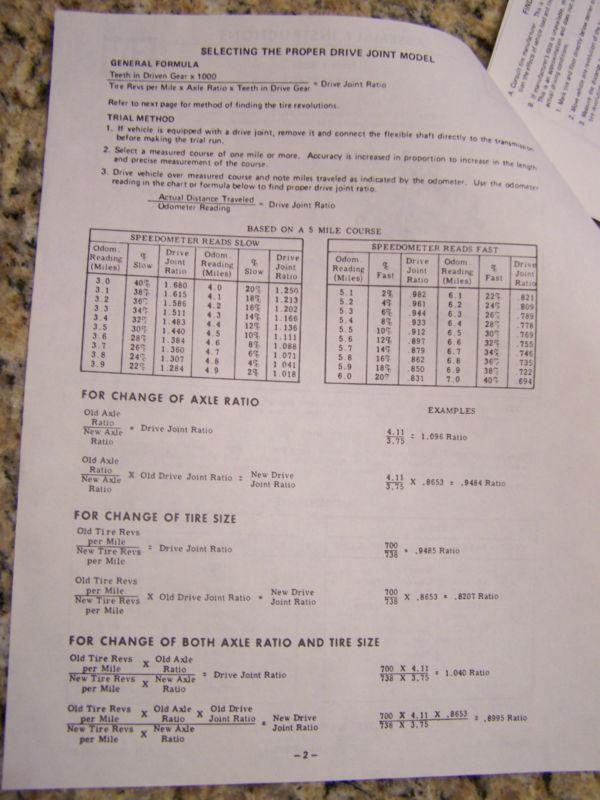 SELECTING THE PROPER DRIVE JOINT MODEL
GENERAL FORMULA
Teeth in Driven Gear x 1000
Tire Revs per Mile x Axle Ratio x Teeth in Drive Gear = Drive Joint Ratio
Refer to next page for method of finding the tire revolutions.
TRIAL METHOD
1. If vehicle is equipped with a drive joint, remove it and connect the flexible shaft directly to the transmission
before making the trial run.
2. Select a measured course of one mile or more. Accuracy is increased in proportion to increase in the length
and precise measurement of the course.
3. Drive vehicle over measured course and note miles traveled as indicated by the odometer. Use the odometer
reading in the chart or formula below to find proper drive joint ratio.
Actual Distance Traveled
Odometer Reading = Drive Joint Ratio
BASED ON A 5 MILE COURSE
SPEEDOMETER READS SLOW
Odom. Reading (Miles) % Slow Drive Joint Ratio Odom. Reading (Miles) % Slow Drive Joint Ratio
3.0 40% 1.680 4.0 20% 1.250
3.1 38% 1.615 4.1 18% 1.213
3.2 36% 1.586 4.2 16% 1.202
3.3 34% 1.511 4.3 14% 1.166
3.4 32% 1.483 4.4 12% 1.136
3.5 30% 1.440 4.5 10% 1.111
3.6 28% 1.384 4.6 8% 1.088
3.7 26% 1.360 4.7 6% 1.071
3.8 24% 1.307 4.8 4% 1.041
3.9 22% 1.284 4.9 2% 1.018
SPEEDOMETER READS FAST
Odom. Reading (Miles) % Fast Drive Joint Ratio Odom. Reading (Miles) % Fast Drive Joint Ratio
5.1 2% .982 6.1 22% .821
5.2 4% .961 6.2 24% .809
5.3 6% .944 6.3 26% .789
5.4 8% .933 6.4 28% .778
5.5 10% .912 6.5 30% .769
5.6 12% .897 6.6 32% .755
5.7 14% .879 6.7 34% .746
5.8 16% .862 6.8 36% .735
5.9 18% .850 6.9 38% .722
6.0 20% .831 7.0 40% .694
FOR CHANGE OF AXLE RATIO
EXAMPLES
Old Axle
Ratio
New Axle = Drive Joint Ratio
Ratio
4.11
3.75 = 1.096 Ratio
Old Axle
Ratio
New Axle X Old Drive Joint Ratio = New Drive Joint Ratio
Ratio
4.11
3.75 X .8653 = .9484 Ratio
FOR CHANGE OF TIRE SIZE
Old Tire Revs
per Mile
New Tire Revs = Drive Joint Ratio
per Mile
700
738 = .9485 Ratio
Old Tire Revs
per Mile
New Tire Revs X Old Drive Joint Ratio = New Drive Joint Ratio
per Mile
700
738 X .8653 = .8207 Ratio
FOR CHANGE OF BOTH AXLE RATIO AND TIRE SIZE
Old Tire Revs per Mile X Old Axle Ratio
New Tire Revs per Mile X New Axle Ratio = Drive Joint Ratio
700 X 4.11
738 X 3.75 = 1.040 Ratio
Old Tire Revs per Mile X Old Axle Ratio X Old Drive Joint Ratio
New Tire Revs per Mile X New Axle Ratio = New Drive Joint Ratio
700 X 4.11 X .8653
738 X 3.75 = .8995 Ratio
– 2 –